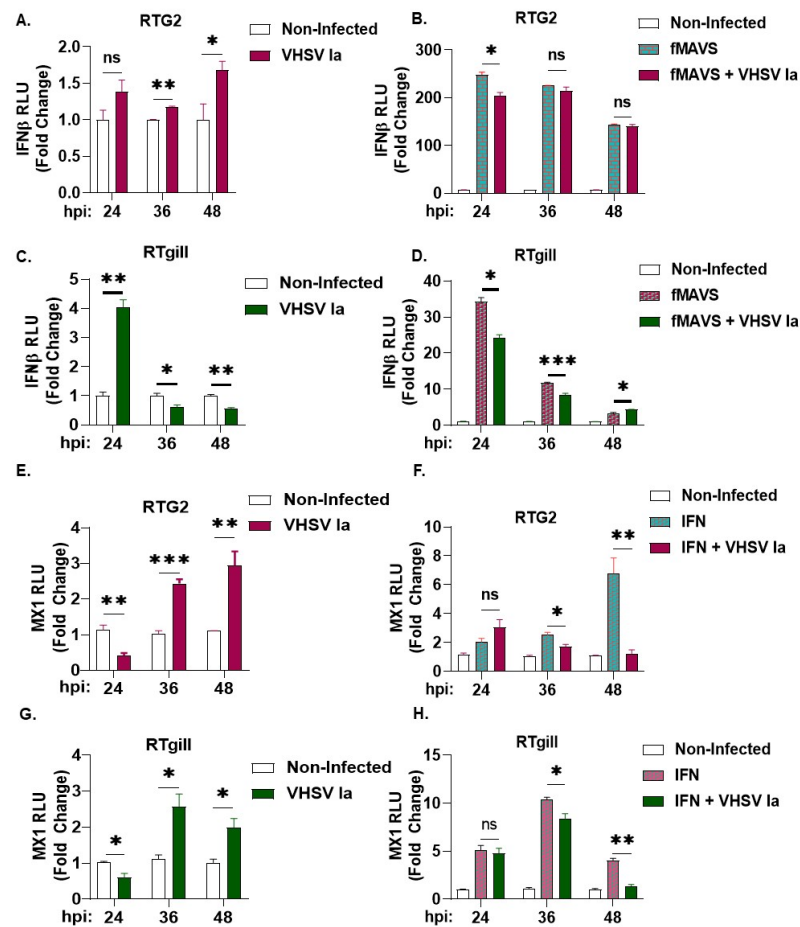 A.
RTG2
Non-Infected
VHSV Ia
IFNβ RLU
(Fold Change)
2.0
1.5
1.0
0.5
0.0
ns
**
*
hpi: 24 36 48
B.
RTG2
Non-Infected
fMAVS
fMAVS + VHSV Ia
IFNβ RLU
(Fold Change)
300
200
100
0
*
ns
ns
hpi: 24 36 48
C.
RTgill
Non-Infected
VHSV Ia
IFNβ RLU
(Fold Change)
5
4
3
2
1
0
**
*
**
hpi: 24 36 48
D.
RTgill
Non-Infected
fMAVS
fMAVS + VHSV Ia
IFNβ RLU
(Fold Change)
40
30
20
10
0
*
***
*
hpi: 24 36 48
E.
RTG2
Non-Infected
VHSV Ia
MX1 RLU
(Fold Change)
4
3
2
1
0
**
***
**
hpi: 24 36 48
F.
RTG2
Non-Infected
IFN
IFN + VHSV Ia
MX1 RLU
(Fold Change)
10
8
6
4
2
0
ns
*
**
hpi: 24 36 48
G.
RTgill
Non-Infected
VHSV Ia
MX1 RLU
(Fold Change)
4
3
2
1
0
*
*
*
hpi: 24 36 48
H.
RTgill
Non-Infected
IFN
IFN + VHSV Ia
MX1 RLU
(Fold Change)
15
10
5
0
ns
*
**
hpi: 24 36 48